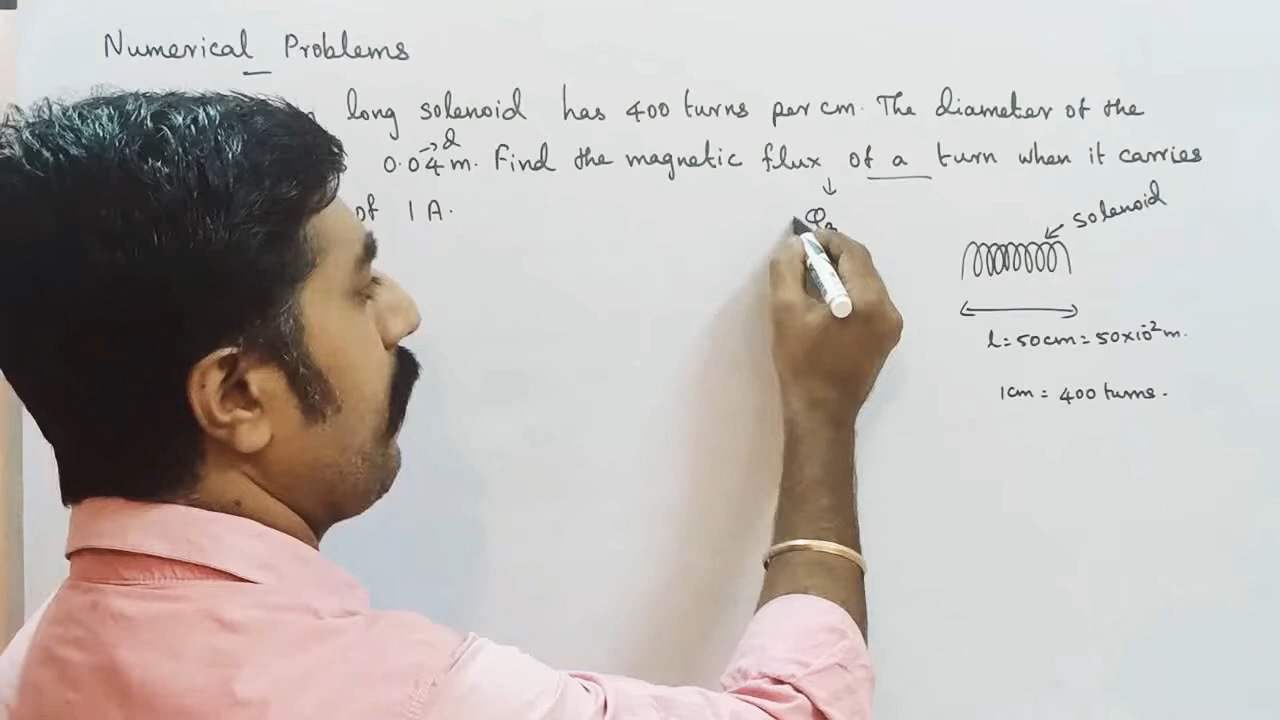 Numerical Problems
long solenoid has 400 turns per cm. The diameter of the
d
0.04 m. Find the magnetic flux of a turn when it carries
of 1 A.
solenoid
l = 50cm = 50x10⁻² m.
1cm = 400 turns.